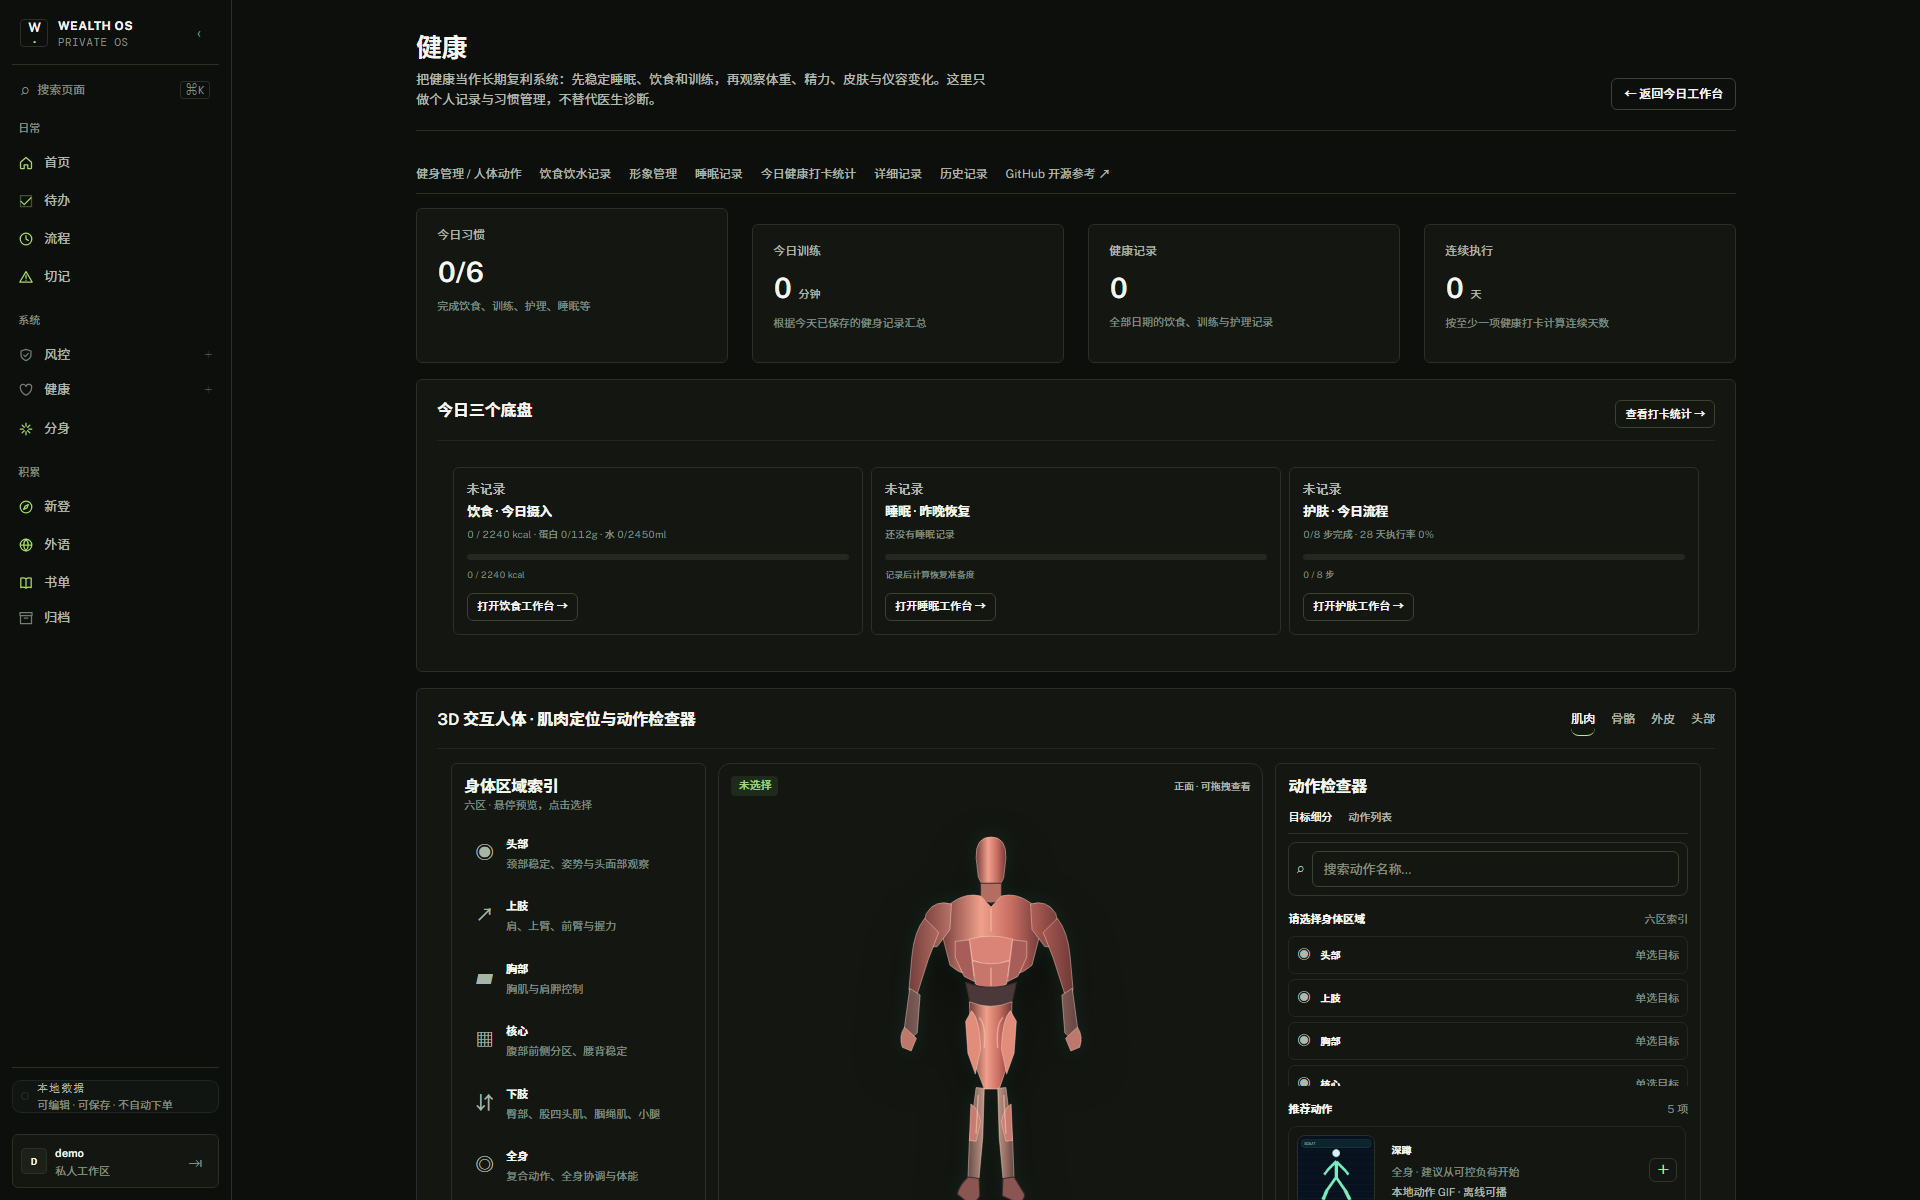 W
WEALTH OS
PRIVATE OS
搜索页面
⌘K
日常
首页
待办
流程
切记
系统
风控
健康
分身
积累
新登
外语
书单
归档
本地数据
可编辑 · 可保存 · 不自动下单
D
demo
私人工作区
健康
把健康当作长期复利系统：先稳定睡眠、饮食和训练，再观察体重、精力、皮肤与仪容变化。这里只
做个人记录与习惯管理，不替代医生诊断。
← 返回今日工作台
健身管理 / 人体动作 饮食饮水记录 形象管理 睡眠记录 今日健康打卡统计 详细记录 历史记录 GitHub 开源参考 ↗
今日习惯
0/6
完成饮食、训练、护理、睡眠等
今日训练
0 分钟
根据今天已保存的健身记录汇总
健康记录
0
全部日期的饮食、训练与护理记录
连续执行
0 天
按至少一项健康打卡计算连续天数
今日三个底盘
查看打卡统计 →
未记录
饮食 · 今日摄入
0 / 2240 kcal · 蛋白 0/112g · 水 0/2450ml
0 / 2240 kcal
打开饮食工作台 →
未记录
睡眠 · 昨晚恢复
还没有睡眠记录
记录后计算恢复准备度
打开睡眠工作台 →
未记录
护肤 · 今日流程
0/8 步完成 · 28 天执行率 0%
0 / 8 步
打开护肤工作台 →
3D 交互人体 · 肌肉定位与动作检查器
肌肉 骨骼 外皮 头部
身体区域索引
六区 · 悬停预览，点击选择
头部
颈部稳定、姿势与头面部观察
上肢
肩、上臂、前臂与握力
胸部
胸肌与肩胛控制
核心
腹部前侧分区、腰背稳定
下肢
臀部、股四头肌、腘绳肌、小腿
全身
复合动作、全身协调与体能
未选择
正面 · 可拖拽查看
动作检查器
目标细分 动作列表
搜索动作名称...
请选择身体区域 六区索引
头部 单选目标
上肢 单选目标
胸部 单选目标
核心 单选目标
推荐动作 5 项
深蹲
全身 · 建议从可控负荷开始
本地动作 GIF · 离线可播